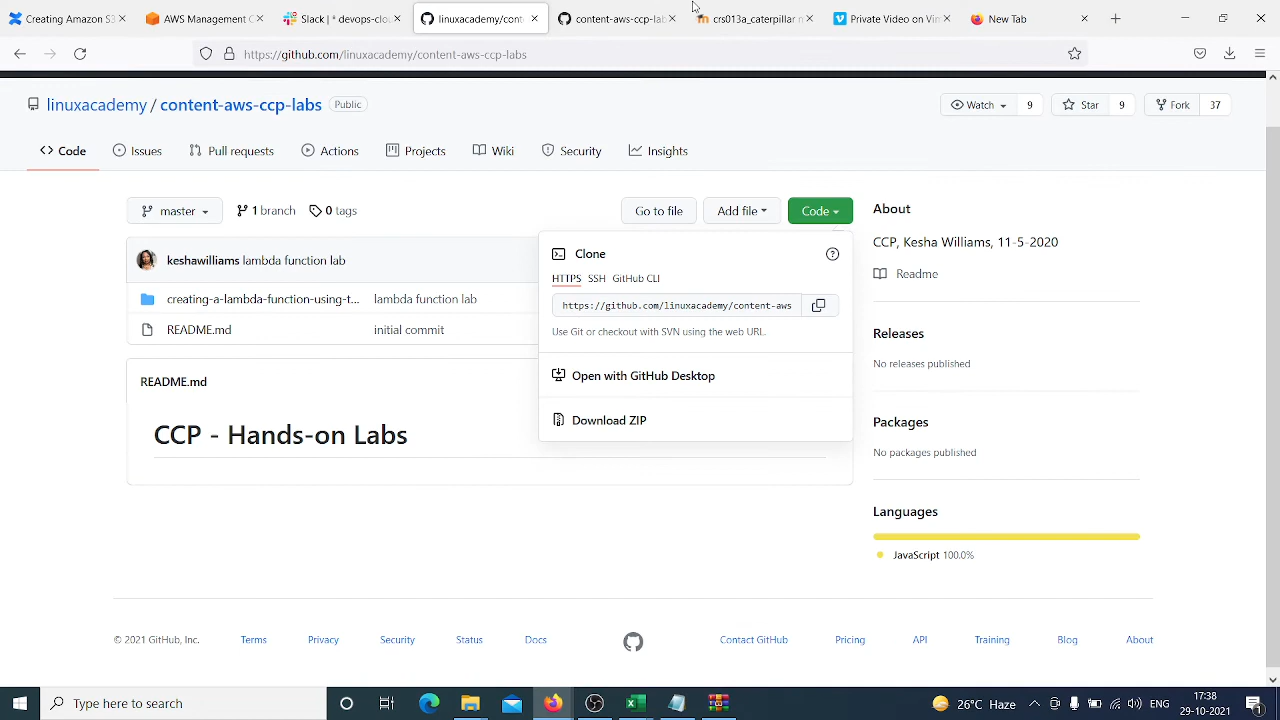 Creating Amazon S3
AWS Management C
Slack | * devops-clou
linuxacademy/cont
content-aws-ccp-lab
crs013a_caterpillar
Private Video on Vim
New Tab
https://github.com/linuxacademy/content-aws-ccp-labs
linuxacademy / content-aws-ccp-labs Public
Watch 9 Star 9 Fork 37
Code Issues Pull requests Actions Projects Wiki Security Insights
master 1 branch 0 tags Go to file Add file Code
keshawilliams lambda function lab
creating-a-lambda-function-using-t... lambda function lab
README.md initial commit
README.md
CCP - Hands-on Labs
Clone
HTTPS SSH GitHub CLI
https://github.com/linuxacademy/content-aws
Use Git or checkout with SVN using the web URL.
Open with GitHub Desktop
Download ZIP
About
CCP, Kesha Williams, 11-5-2020
Readme
Releases
No releases published
Packages
No packages published
Languages
JavaScript 100.0%
© 2021 GitHub, Inc. Terms Privacy Security Status Docs Contact GitHub Pricing API Training Blog About
Type here to search
26°C Haze
ENG
17:38
29-10-2021